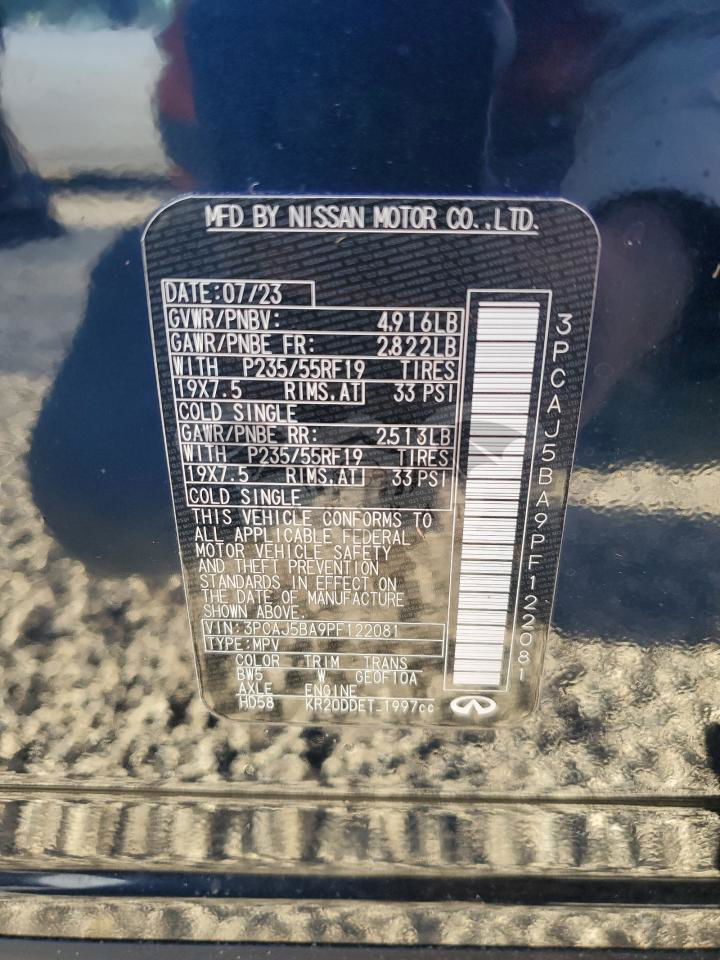 MFD BY NISSAN MOTOR CO.,LTD.
DATE:07/23
GVWR/PNBV: 4,916LB
GAWR/PNBE FR: 2,822LB
WITH P235/55RF19 TIRES
19X7.5 RIMS.AT 33 PSI
COLD SINGLE
GAWR/PNBE RR: 2,513LB
WITH P235/55RF19 TIRES
19X7.5 RIMS.AT 33 PSI
COLD SINGLE
THIS VEHICLE CONFORMS TO
ALL APPLICABLE FEDERAL
MOTOR VEHICLE SAFETY
AND THEFT PREVENTION
STANDARDS IN EFFECT ON
THE DATE OF MANUFACTURE
SHOWN ABOVE.
VIN:3PCAJ5BA9PF122081
TYPE:MPV
COLOR TRIM TRANS
BW5 W GE0F10A
AXLE ENGINE
HD58 KR20DDET 1997cc
3PCAJ5BA9PF122081